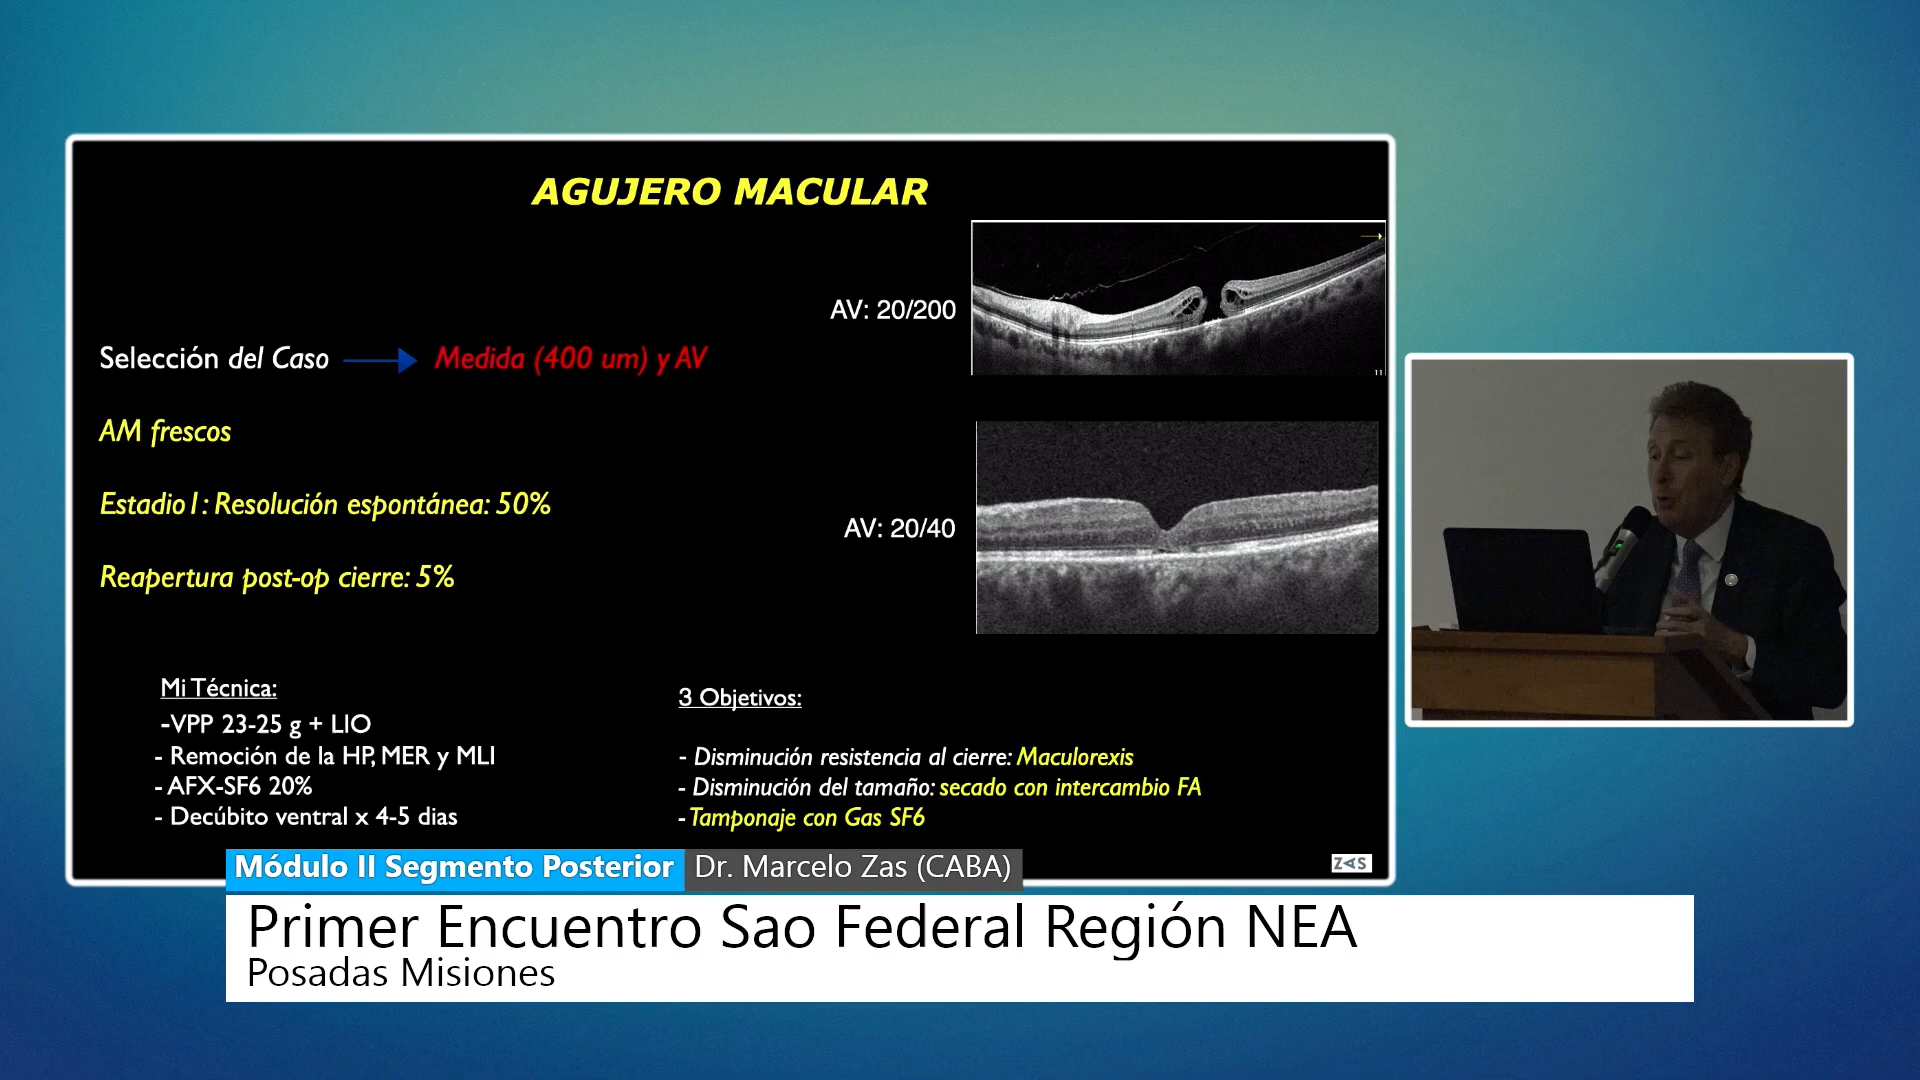 AGUJERO MACULAR
AV: 20/200
Selección del Caso
Medida (400 um) y AV
AM frescos
Estadio1: Resolución espontánea: 50%
AV: 20/40
Reapertura post-op cierre: 5%
Mi Técnica:
-VPP 23-25 g + LIO
- Remoción de la HP, MER y MLI
- AFX-SF6 20%
- Decúbito ventral x 4-5 dias
3 Objetivos:
- Disminución resistencia al cierre: Maculorexis
- Disminución del tamaño: secado con intercambio FA
- Tamponaje con Gas SF6
ZAS
Módulo II Segmento Posterior
Dr. Marcelo Zas (CABA)
Primer Encuentro Sao Federal Región NEA
Posadas Misiones